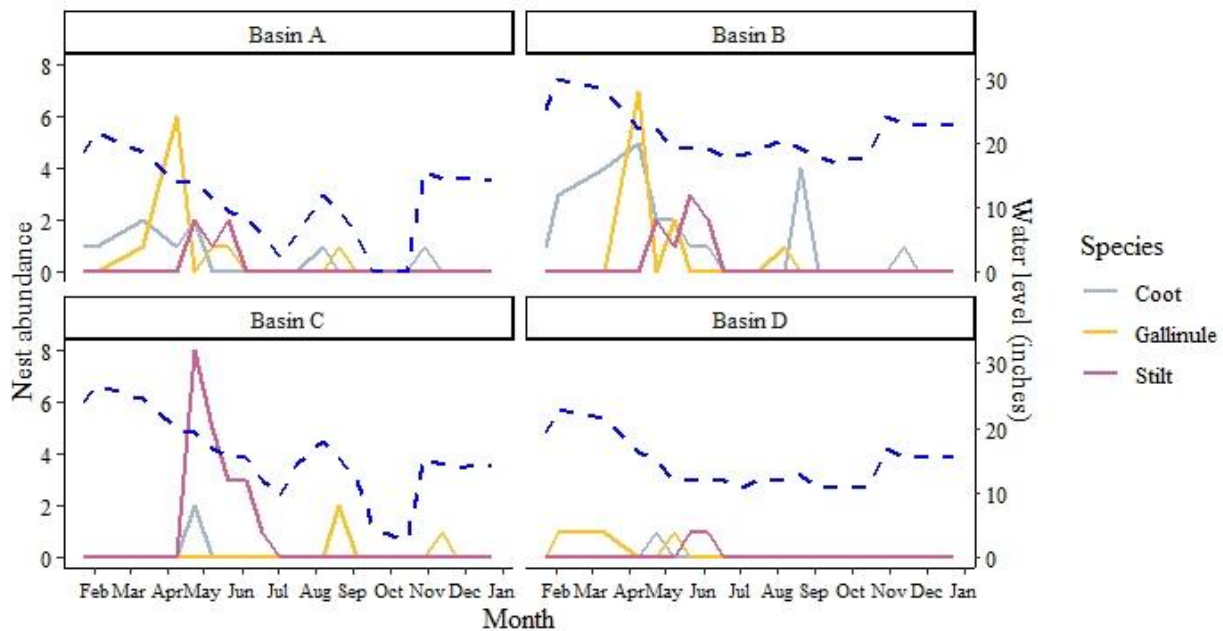 Basin A
Basin B
8
6
4
2
0
30
20
10
0
Basin C
Basin D
8
6
4
2
0
30
20
10
0
Nest abundance
Water level (inches)
Feb Mar Apr May Jun Jul Aug Sep Oct Nov Dec Jan
Feb Mar Apr May Jun Jul Aug Sep Oct Nov Dec Jan
Month
Species
Coot
Gallinule
Stilt